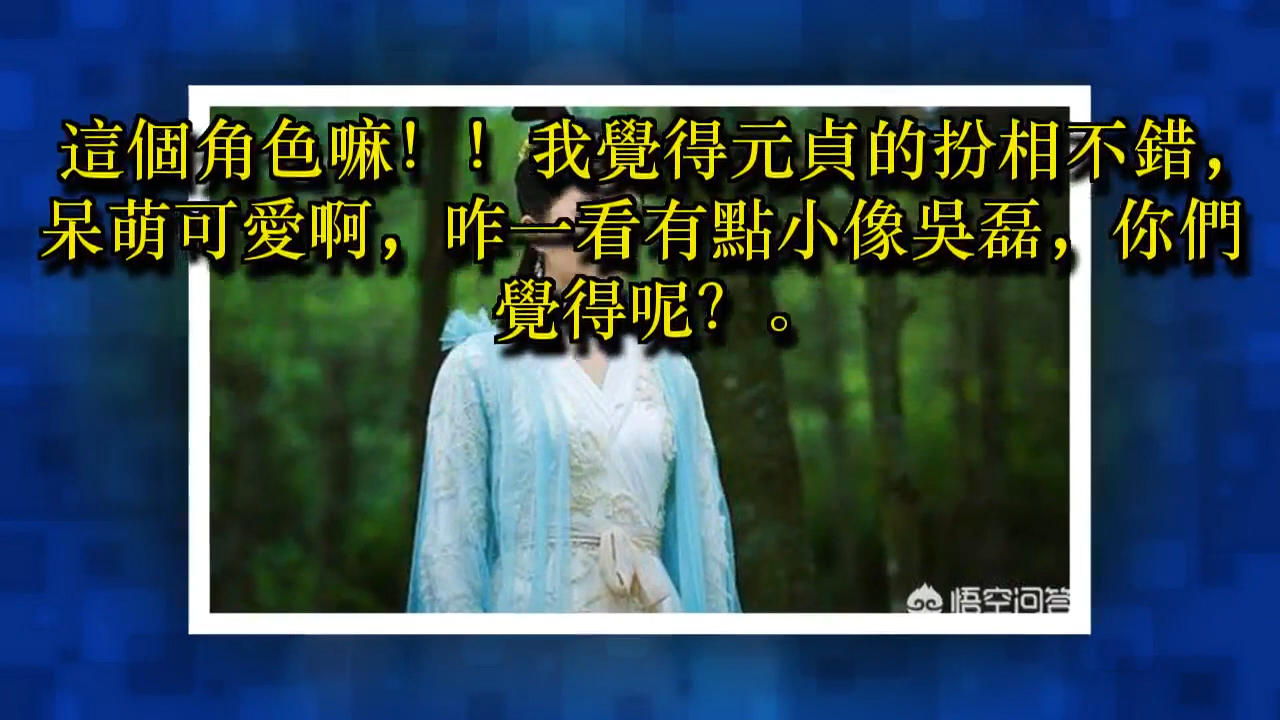 這個角色嘛！！我覺得元貞的扮相不錯，
呆萌可愛啊，咋一看有點小像吳磊，你們
覺得呢？。
悟空问答